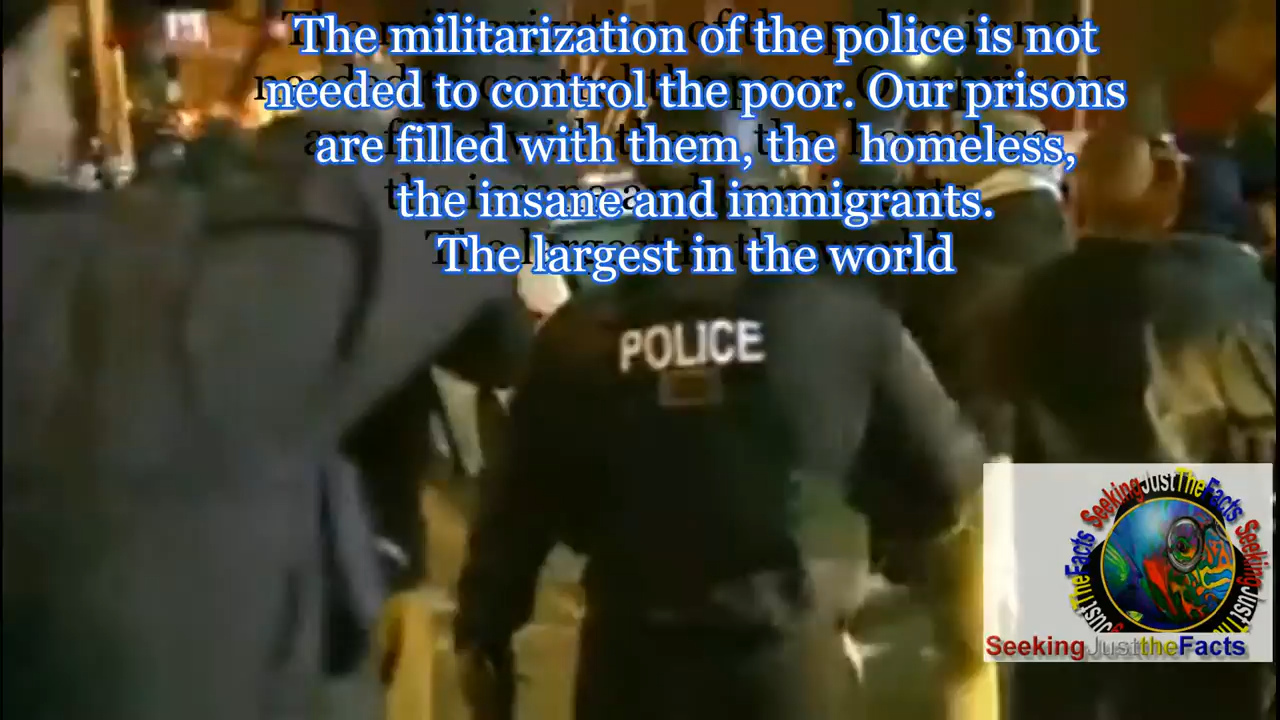 The militarization of the police is not
needed to control the poor. Our prisons
are filled with them, the homeless,
the insane and immigrants.
The largest in the world
POLICE
SeekingJustTheFacts
SeekingJustTheFacts
SeekingJusttheFacts